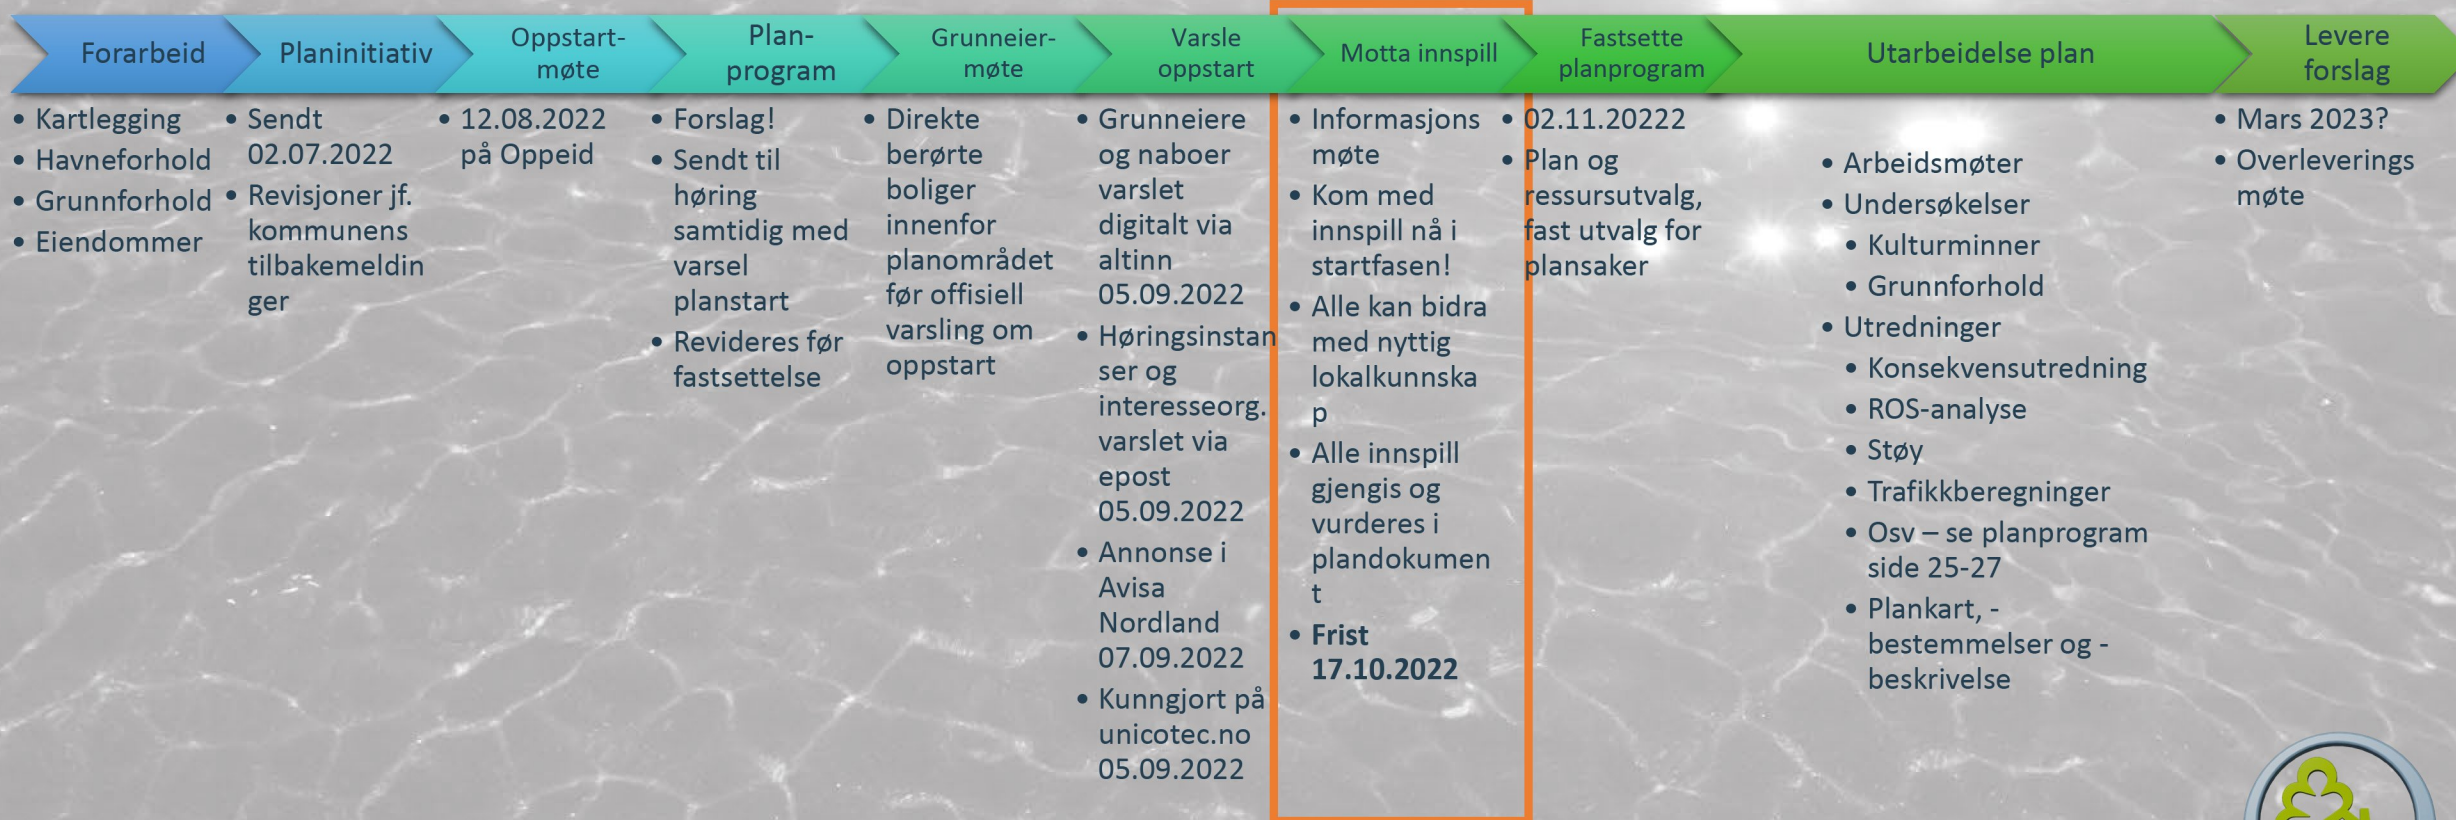 Forarbeid
• Kartlegging
• Havneforhold
• Grunnforhold
• Eiendommer
Planinitiativ
• Sendt
02.07.2022
• Revisjoner jf.
kommunens
tilbakemeldin
ger
Oppstart-
møte
• 12.08.2022
på Oppeid
Plan-
program
• Forslag!
• Sendt til
høring
samtidig med
varsel
planstart
• Revideres før
fastsettelse
Grunneier-
møte
• Direkte
berørte
boliger
innenfor
planområdet
før offisiell
varsling om
oppstart
Varsle
oppstart
• Grunneiere
og naboer
varslet
digitalt via
altinn
05.09.2022
• Høringsinstan
ser og
interesseorg.
varslet via
epost
05.09.2022
• Annonse i
Avisa
Nordland
07.09.2022
• Kunngjort på
unicotec.no
05.09.2022
Motta innspill
• Informasjons
møte
• Kom med
innspill nå i
startfasen!
• Alle kan bidra
med nyttig
lokalkunnska
p
• Alle innspill
gjengis og
vurderes i
plandokumen
t
• Frist
17.10.2022
Fastsette
planprogram
• 02.11.20222
• Plan og
ressursutvalg,
fast utvalg for
plansaker
Utarbeidelse plan
• Arbeidsmøter
• Undersøkelser
• Kulturminner
• Grunnforhold
• Utredninger
• Konsekvensutredning
• ROS-analyse
• Støy
• Trafikkberegninger
• Osv – se planprogram
side 25-27
• Plankart, -
bestemmelser og -
beskrivelse
Levere
forslag
• Mars 2023?
• Overleverings
møte